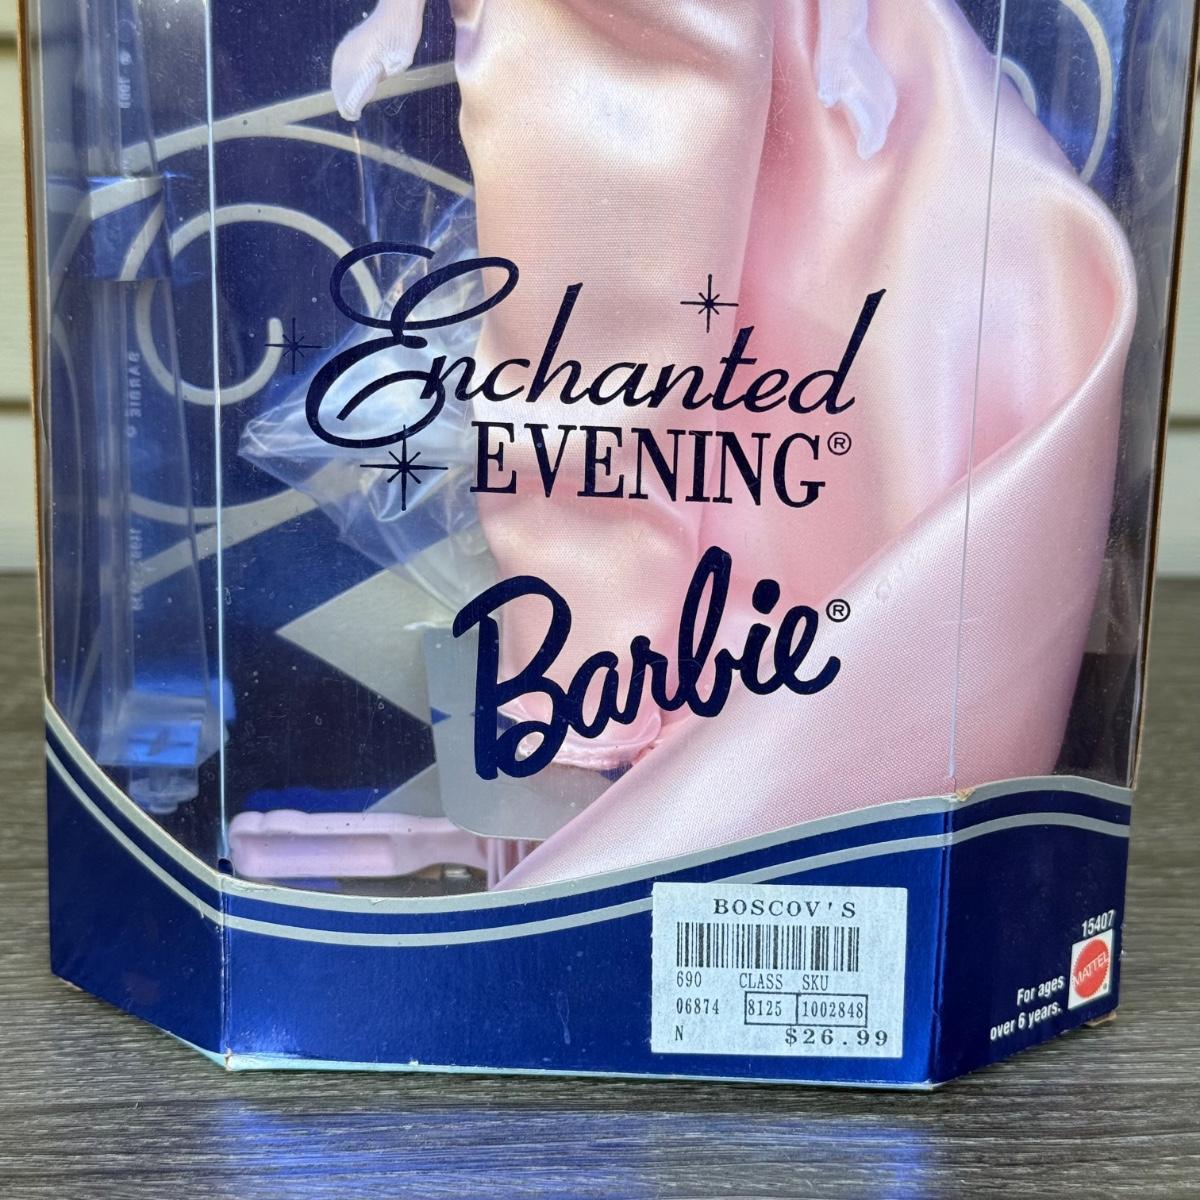 Enchanted
EVENING®
Barbie®
BOSCOV'S
690 CLASS SKU
06874 8125 1002848
N $26.99
15407
MATTEL
For ages
over 6 years.